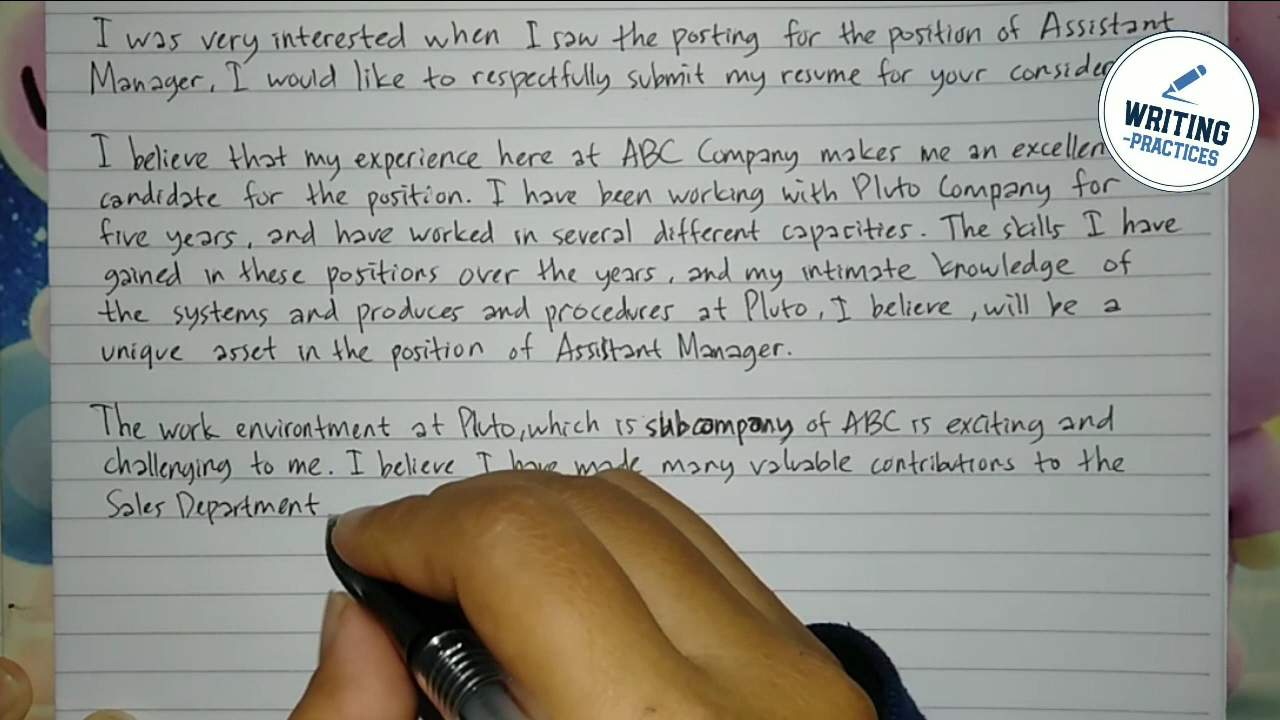 I was very interested when I saw the posting for the position of Assistant
Manager, I would like to respectfully submit my resume for your consider
I believe that my experience here at ABC Company makes me an excellen
candidate for the position. I have been working with Pluto Company for
five years, and have worked in several different capacities. The skills I have
gained in these positions over the years, and my intimate knowledge of
the systems and produces and procedures at Pluto, I believe, will be a
unique asset in the position of Assistant Manager.
The work environtment at Pluto, which is subcompany of ABC is exciting and
challenging to me. I believe I have made many valuable contributions to the
Sales Department
WRITING
-PRACTICES